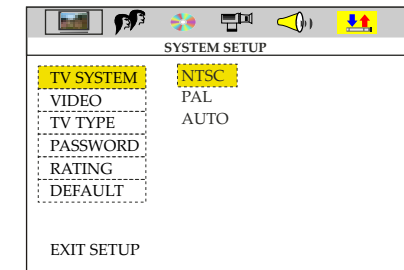 SYSTEM SETUP
TV SYSTEM
NTSC
VIDEO
PAL
TV TYPE
AUTO
PASSWORD
RATING
DEFAULT
EXIT SETUP